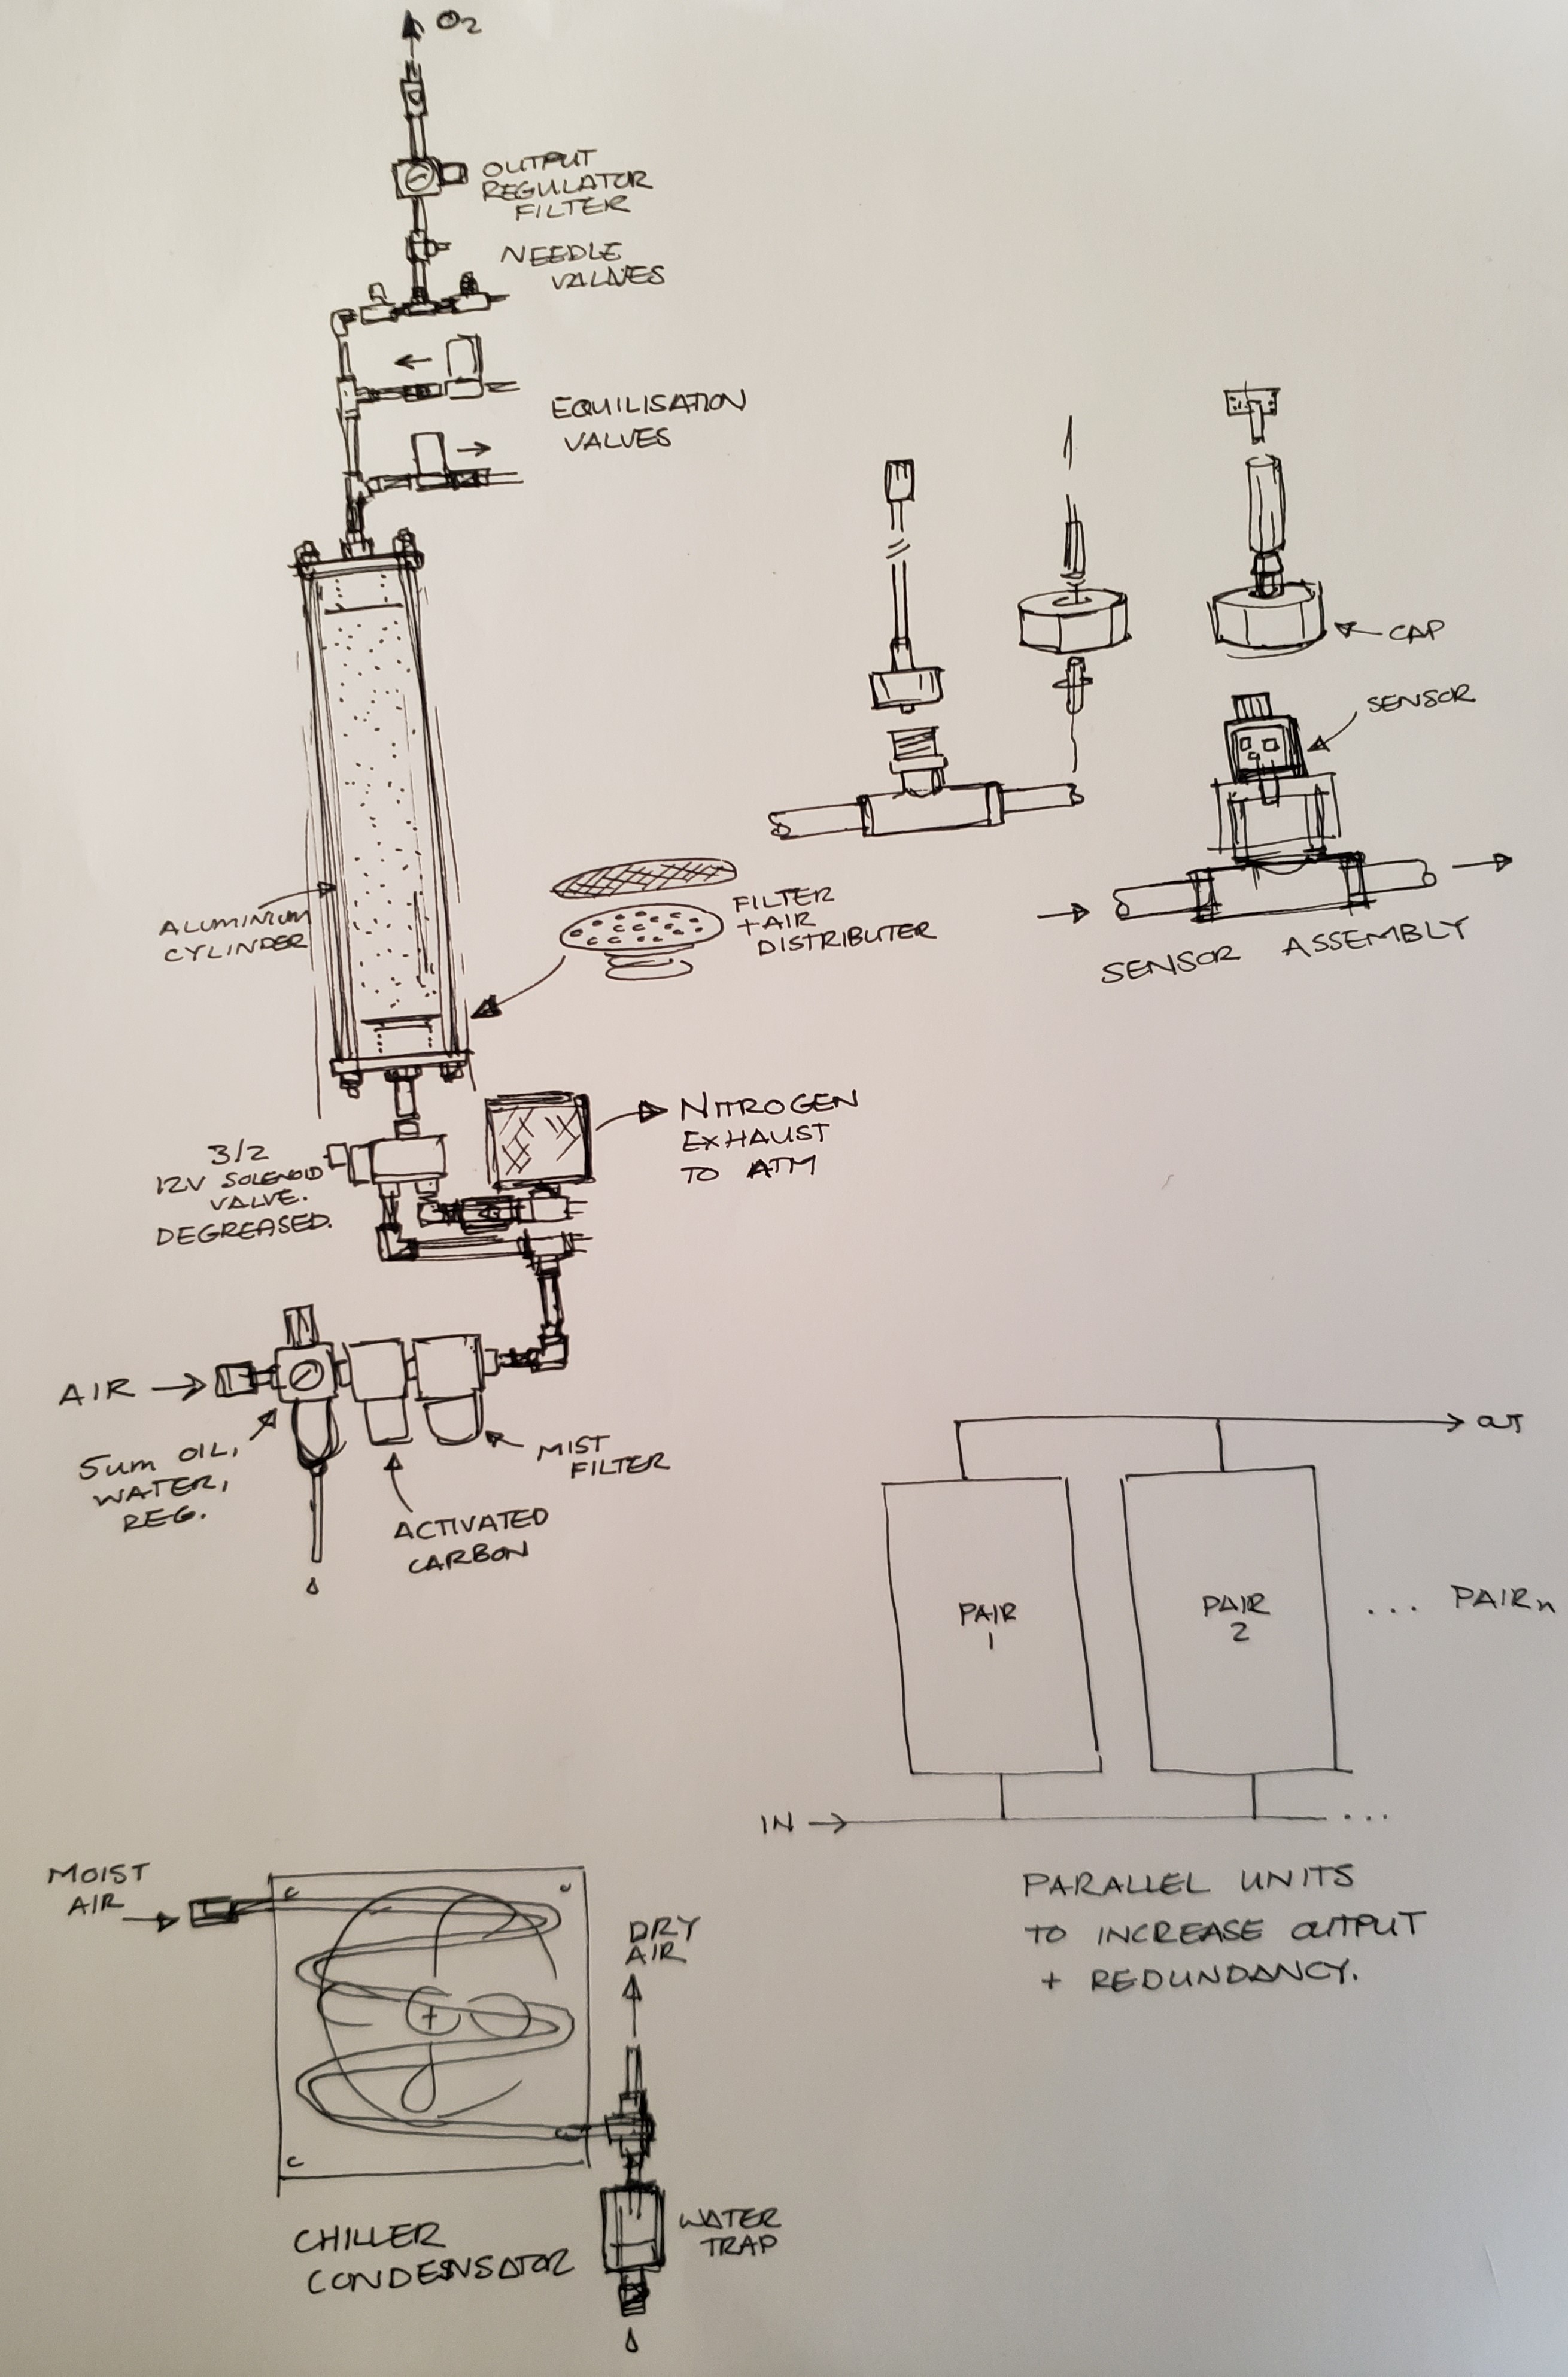 O2
OUTPUT
REGULATOR
FILTER
NEEDLE
VALVES
EQUILISATION
VALVES
CAP
SENSOR
SENSOR ASSEMBLY
ALUMINIUM
CYLINDER
FILTER
+ AIR
DISTRIBUTER
NITROGEN
EXHAUST
TO ATM
3/2
12V SOLENOID
VALVE.
DEGREASED.
AIR
5um OIL,
WATER,
REG.
ACTIVATED
CARBON
MIST
FILTER
OUT
PAIR
1
PAIR
2
... PAIRn
IN
...
PARALLEL UNITS
TO INCREASE OUTPUT
+ REDUNDANCY.
MOIST
AIR
DRY
AIR
CHILLER
CONDENSATOR
WATER
TRAP